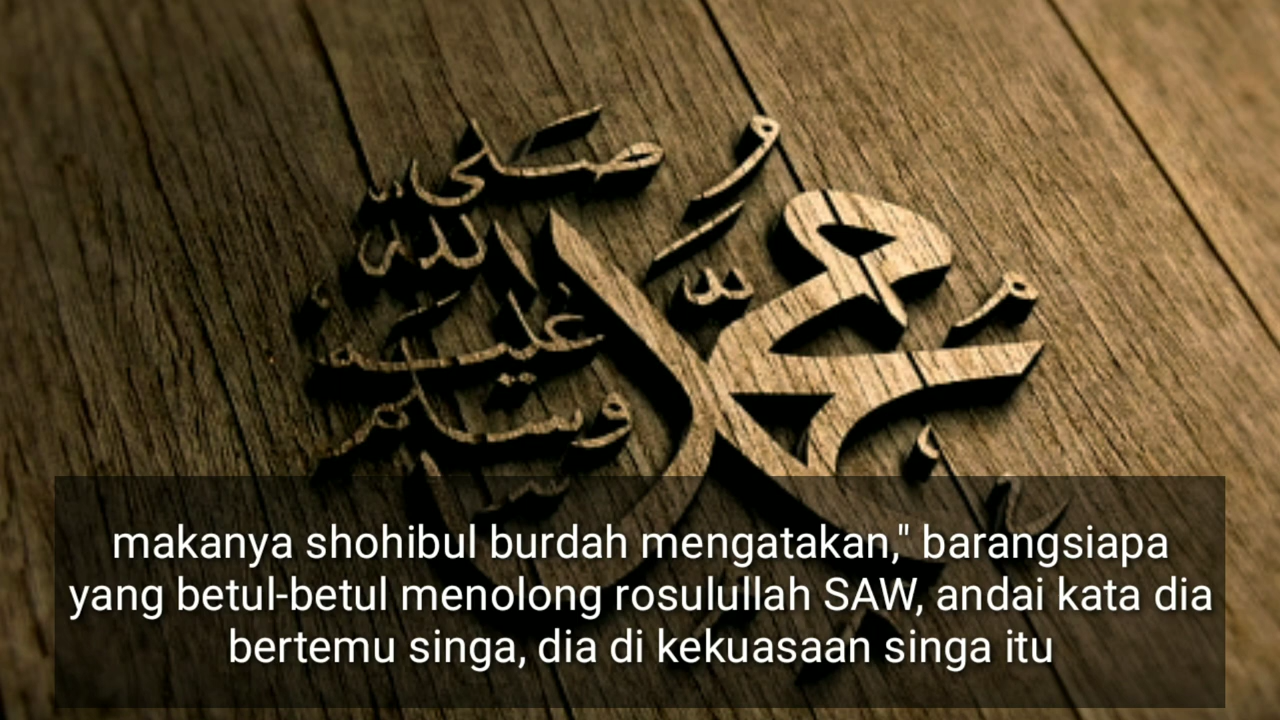 محمد
صلى
الله
عليه
وسلم
makanya shohibul burdah mengatakan," barangsiapa
yang betul-betul menolong rosulullah SAW, andai kata dia
bertemu singa, dia di kekuasaan singa itu